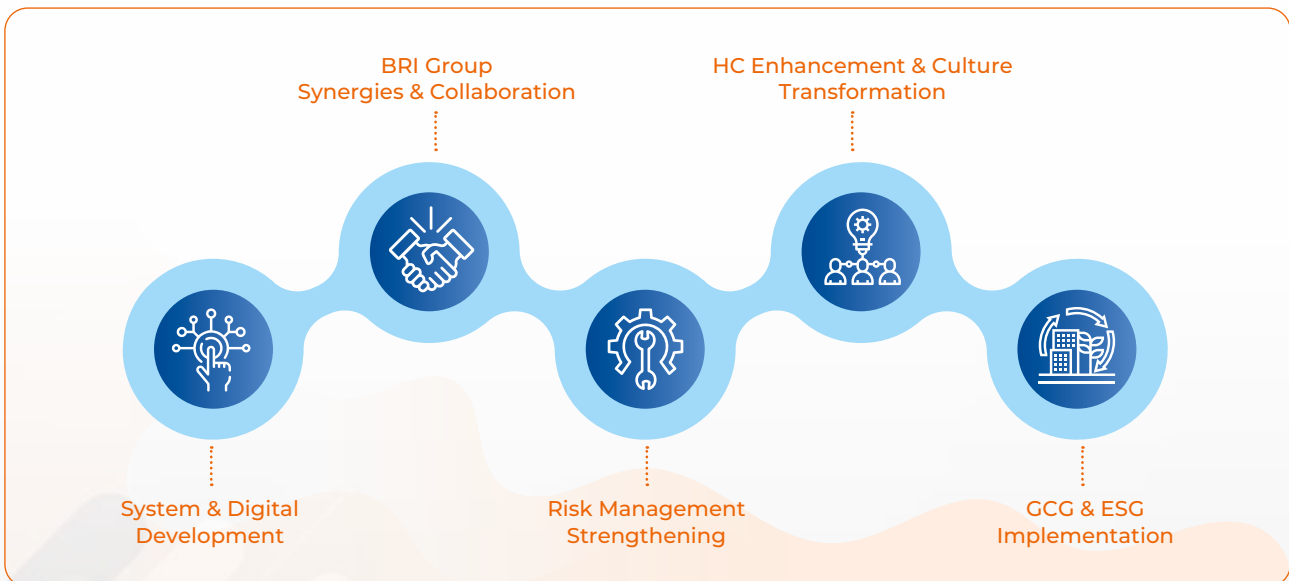 BRI Group
Synergies & Collaboration
HC Enhancement & Culture
Transformation
System & Digital
Development
Risk Management
Strengthening
GCG & ESG
Implementation